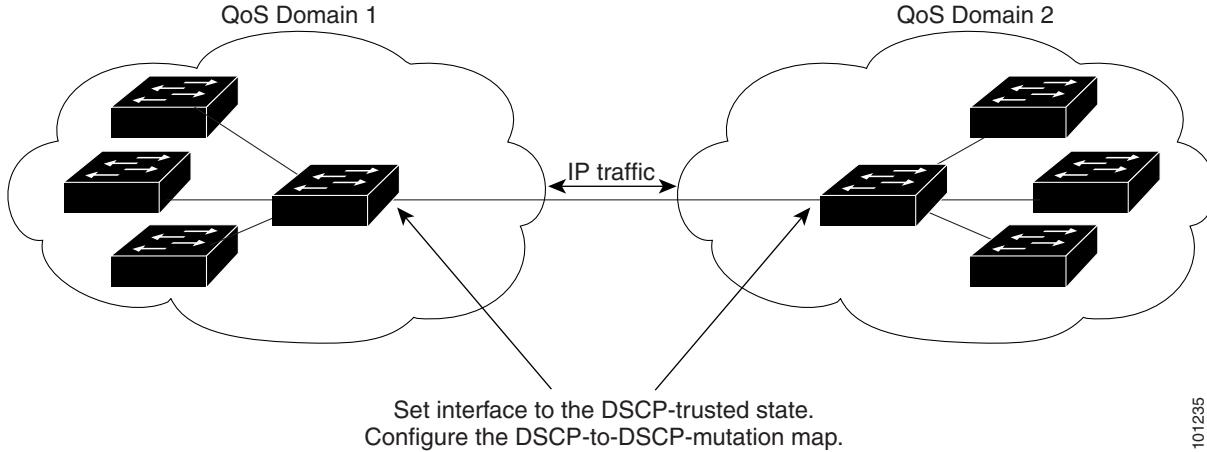 QoS Domain 1
QoS Domain 2
IP traffic
Set interface to the DSCP-trusted state.
Configure the DSCP-to-DSCP-mutation map.
101235